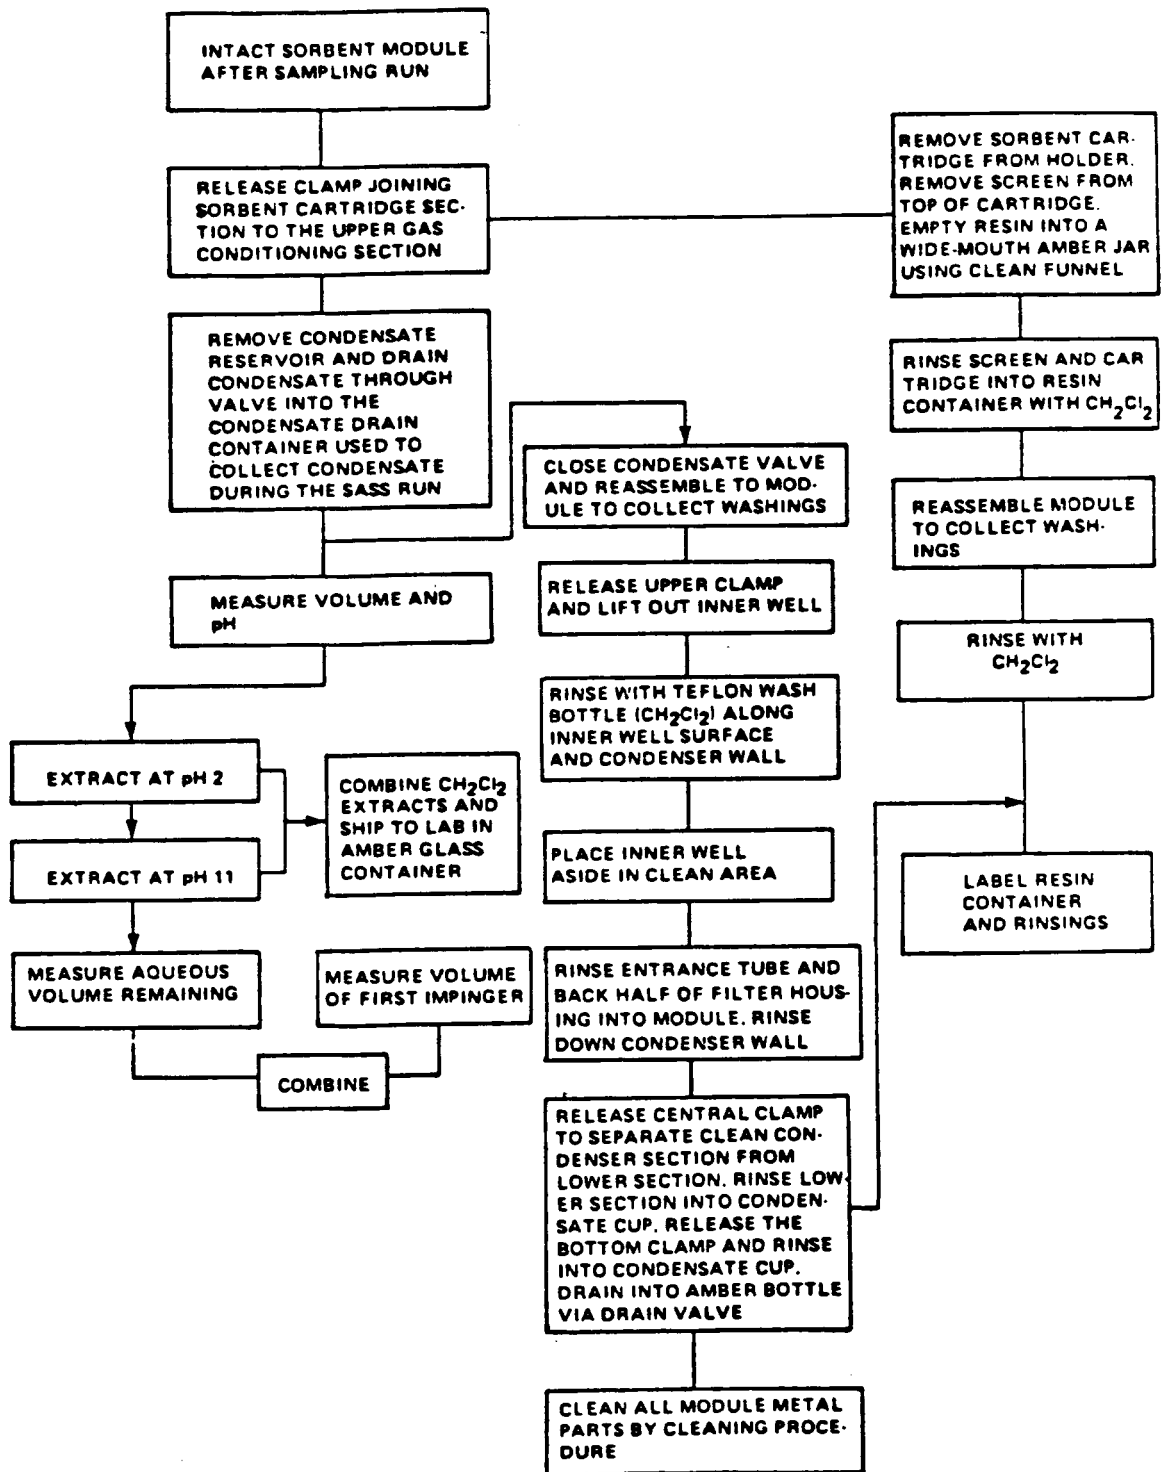 INTACT SORBENT MODULE
AFTER SAMPLING RUN
RELEASE CLAMP JOINING
SORBENT CARTRIDGE SEC-
TION TO THE UPPER GAS
CONDITIONING SECTION
REMOVE CONDENSATE
RESERVOIR AND DRAIN
CONDENSATE THROUGH
VALVE INTO THE
CONDENSATE DRAIN
CONTAINER USED TO
COLLECT CONDENSATE
DURING THE SASS RUN
MEASURE VOLUME AND
pH
EXTRACT AT pH 2
EXTRACT AT pH 11
COMBINE CH₂Cl₂
EXTRACTS AND
SHIP TO LAB IN
AMBER GLASS
CONTAINER
MEASURE AQUEOUS
VOLUME REMAINING
MEASURE VOLUME
OF FIRST IMPINGER
COMBINE
CLOSE CONDENSATE VALVE
AND REASSEMBLE TO MOD-
ULE TO COLLECT WASHINGS
RELEASE UPPER CLAMP
AND LIFT OUT INNER WELL
RINSE WITH TEFLON WASH
BOTTLE (CH₂Cl₂) ALONG
INNER WELL SURFACE
AND CONDENSER WALL
PLACE INNER WELL
ASIDE IN CLEAN AREA
RINSE ENTRANCE TUBE AND
BACK HALF OF FILTER HOUS-
ING INTO MODULE. RINSE
DOWN CONDENSER WALL
RELEASE CENTRAL CLAMP
TO SEPARATE CLEAN CON-
DENSER SECTION FROM
LOWER SECTION. RINSE LOW-
ER SECTION INTO CONDEN-
SATE CUP. RELEASE THE
BOTTOM CLAMP AND RINSE
INTO CONDENSATE CUP.
DRAIN INTO AMBER BOTTLE
VIA DRAIN VALVE
CLEAN ALL MODULE METAL
PARTS BY CLEANING PROCE-
DURE
REMOVE SORBENT CAR-
TRIDGE FROM HOLDER.
REMOVE SCREEN FROM
TOP OF CARTRIDGE.
EMPTY RESIN INTO A
WIDE-MOUTH AMBER JAR
USING CLEAN FUNNEL
RINSE SCREEN AND CAR
TRIDGE INTO RESIN
CONTAINER WITH CH₂Cl₂
REASSEMBLE MODULE
TO COLLECT WASH-
INGS
RINSE WITH
CH₂Cl₂
LABEL RESIN
CONTAINER
AND RINSINGS